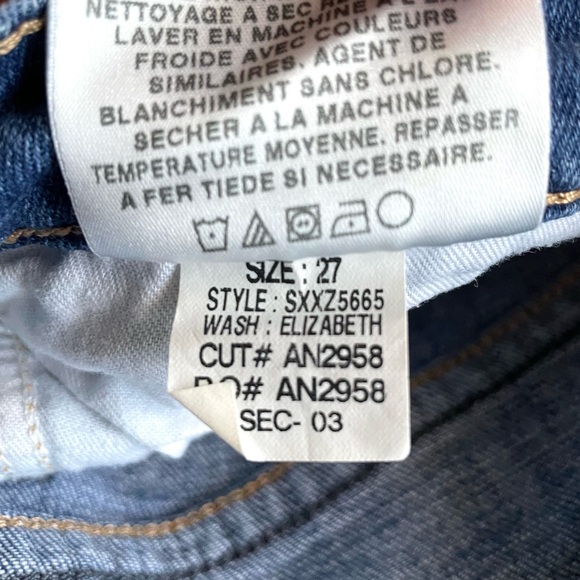 NETTOYAGE À SEC
LAVER EN MACHINE À L'EAU
FROIDE AVEC COULEURS
SIMILAIRES. AGENT DE
BLANCHIMENT SANS CHLORE.
SECHER A LA MACHINE A
TEMPERATURE MOYENNE. REPASSER
A FER TIEDE SI NECESSAIRE.
SIZE : 27
STYLE : SXXZ5665
WASH : ELIZABETH
CUT# AN2958
P.O# AN2958
SEC- 03